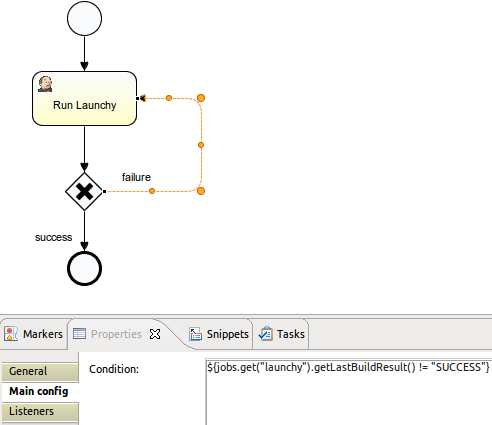 Run Launchy
failure
success
Markers Properties Snippets Tasks
General Condition: ${jobs.get("launchy").getLastBuildResult() != "SUCCESS"}
Main config
Listeners